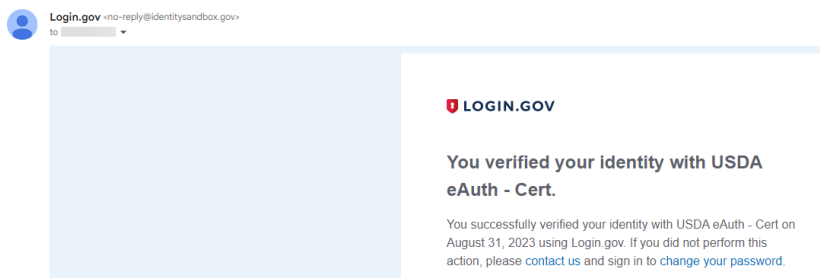 Login.gov <no-reply@identitysandbox.gov>
to
LOGIN.GOV
You verified your identity with USDA
eAuth - Cert.
You successfully verified your identity with USDA eAuth - Cert on
August 31, 2023 using Login.gov. If you did not perform this
action, please contact us and sign in to change your password.